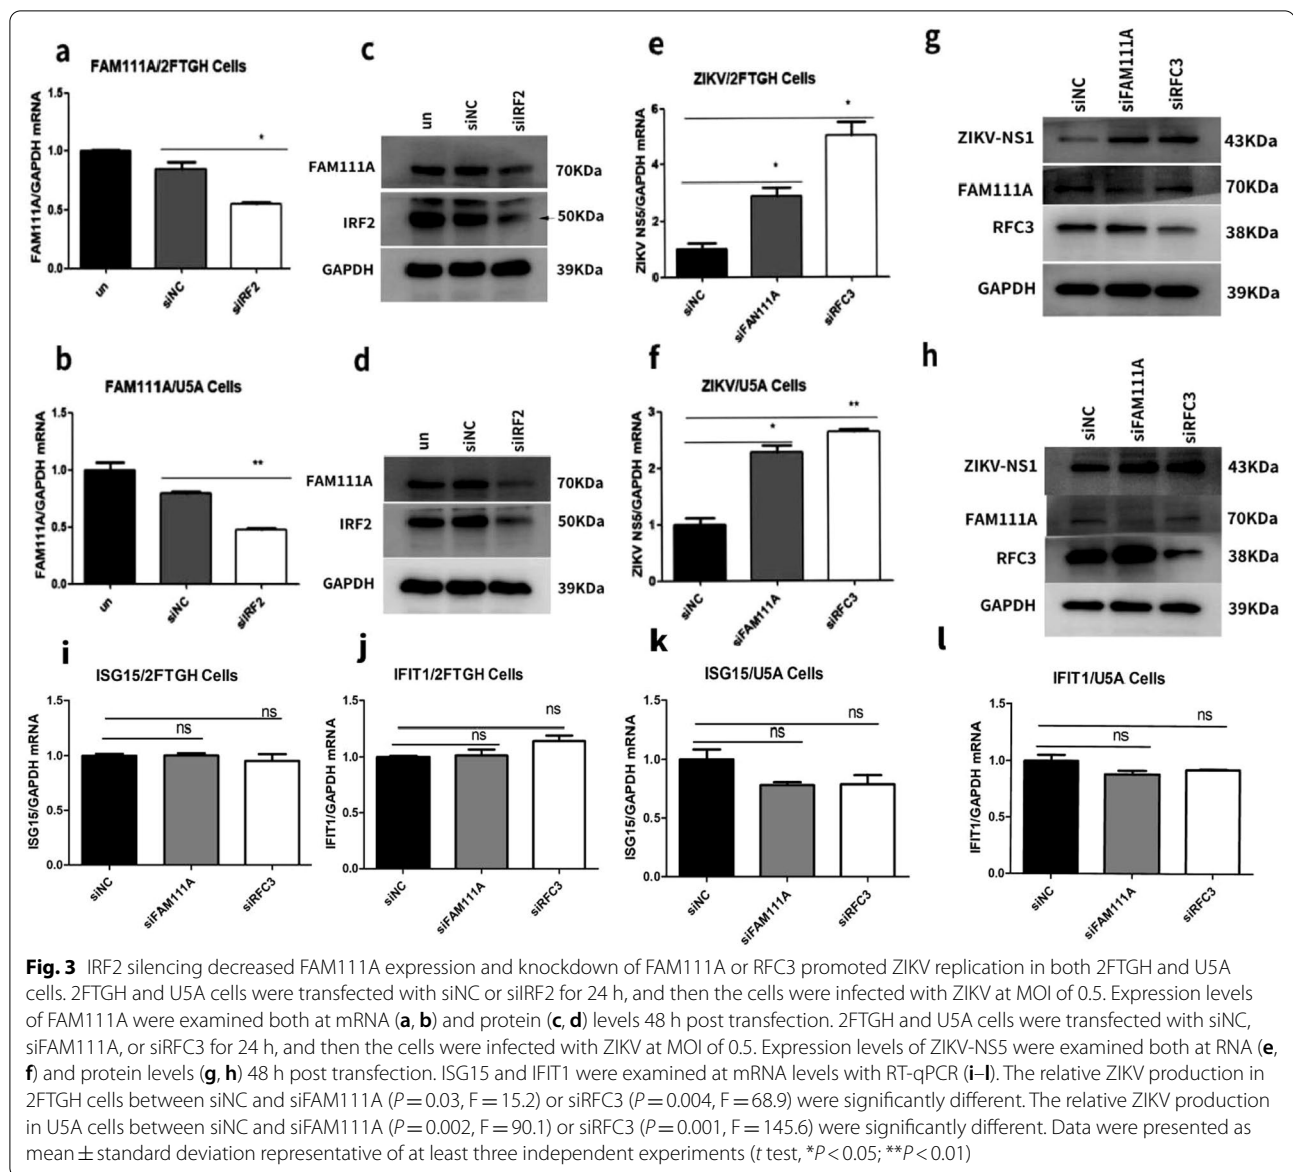 a
FAM111A/2FTGH Cells
FAM111A/GAPDH mRNA
1.5
1.0
0.5
0.0
*
un
siNC
siIRF2
c
un
siNC
siIRF2
FAM111A
70KDa
IRF2
50KDa
GAPDH
39KDa
e
ZIKV/2FTGH Cells
ZIKV NS5/GAPDH mRNA
6
4
2
0
*
*
siNC
siFAN111A
siRFC3
g
siNC
siFAM111A
siRFC3
ZIKV-NS1
43KDa
FAM111A
70KDa
RFC3
38KDa
GAPDH
39KDa
b
FAM111A/U5A Cells
FAM111A/GAPDH mRNA
1.5
1.0
0.5
0.0
**
un
siNC
siIRF2
d
un
siNC
siIRF2
FAM111A
70KDa
IRF2
50KDa
GAPDH
39KDa
f
ZIKV/U5A Cells
ZIKV NS5/GAPDH mRNA
3
2
1
0
*
**
siNC
siFAM111A
siRFC3
h
siNC
siFAM111A
siRFC3
ZIKV-NS1
43KDa
FAM111A
70KDa
RFC3
38KDa
GAPDH
39KDa
i
ISG15/2FTGH Cells
ISG15/GAPDH mRNA
1.5
1.0
0.5
0.0
ns
ns
siNC
siFAM111A
siRFC3
j
IFIT1/2FTGH Cells
IFIT1/GAPDH mRNA
1.5
1.0
0.5
0.0
ns
ns
siNC
siFAM111A
siRFC3
k
ISG15/U5A Cells
ISG15/GAPDH mRNA
1.5
1.0
0.5
0.0
ns
ns
siNC
siFAM111A
siRFC3
l
IFIT1/U5A Cells
IFIT1/GAPDH mRNA
1.5
1.0
0.5
0.0
ns
ns
siNC
siFAM111A
siRFC3
Fig. 3 IRF2 silencing decreased FAM111A expression and knockdown of FAM111A or RFC3 promoted ZIKV replication in both 2FTGH and U5A
cells. 2FTGH and U5A cells were transfected with siNC or siIRF2 for 24 h, and then the cells were infected with ZIKV at MOI of 0.5. Expression levels
of FAM111A were examined both at mRNA (a, b) and protein (c, d) levels 48 h post transfection. 2FTGH and U5A cells were transfected with siNC,
siFAM111A, or siRFC3 for 24 h, and then the cells were infected with ZIKV at MOI of 0.5. Expression levels of ZIKV-NS5 were examined both at RNA (e,
f) and protein levels (g, h) 48 h post transfection. ISG15 and IFIT1 were examined at mRNA levels with RT-qPCR (i–l). The relative ZIKV production in
2FTGH cells between siNC and siFAM111A (P = 0.03, F = 15.2) or siRFC3 (P = 0.004, F = 68.9) were significantly different. The relative ZIKV production
in U5A cells between siNC and siFAM111A (P = 0.002, F = 90.1) or siRFC3 (P = 0.001, F = 145.6) were significantly different. Data were presented as
mean ± standard deviation representative of at least three independent experiments (t test, *P < 0.05; **P < 0.01)